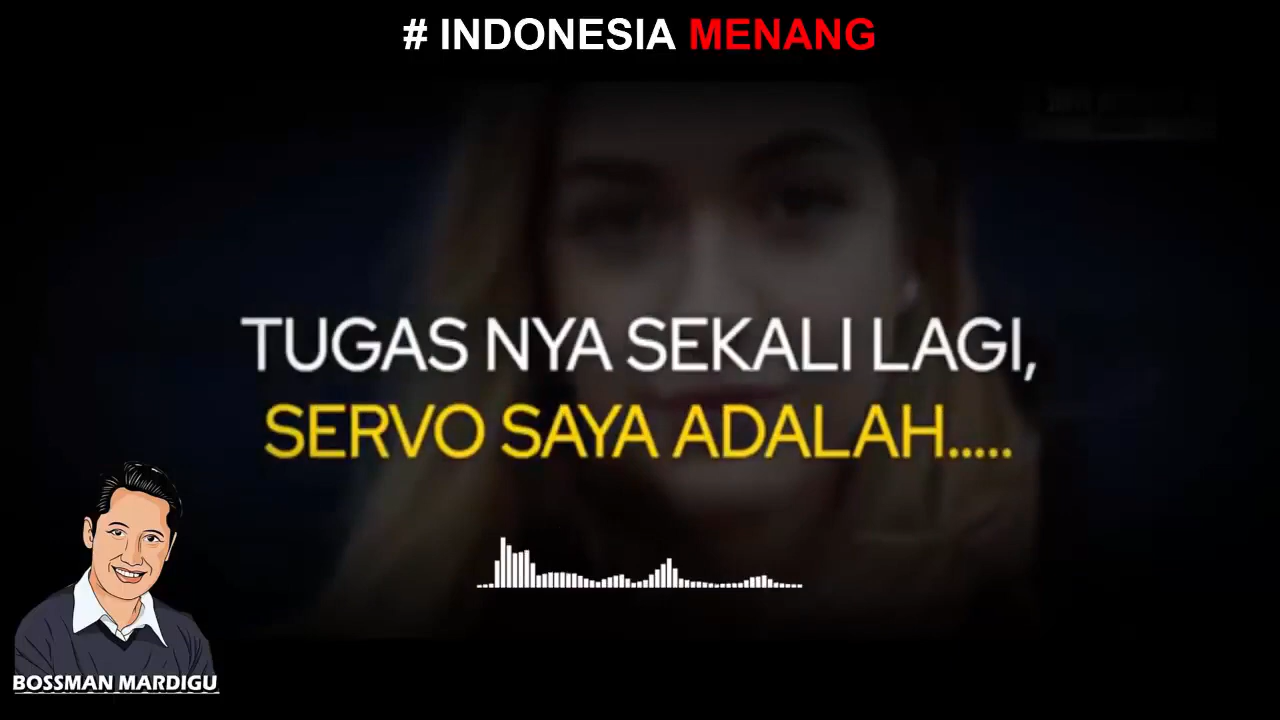 # INDONESIA MENANG
TUGAS NYA SEKALI LAGI,
SERVO SAYA ADALAH.....
BOSSMAN MARDIGU